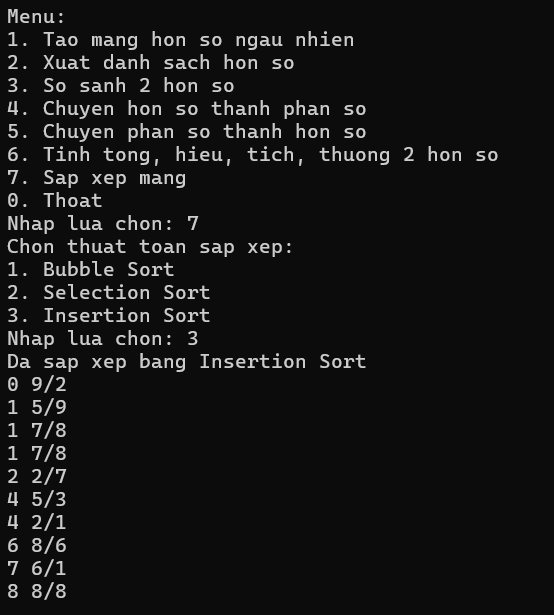 Menu:
1. Tao mang hon so ngau nhien
2. Xuat danh sach hon so
3. So sanh 2 hon so
4. Chuyen hon so thanh phan so
5. Chuyen phan so thanh hon so
6. Tinh tong, hieu, tich, thuong 2 hon so
7. Sap xep mang
0. Thoat
Nhap lua chon: 7
Chon thuat toan sap xep:
1. Bubble Sort
2. Selection Sort
3. Insertion Sort
Nhap lua chon: 3
Da sap xep bang Insertion Sort
0 9/2
1 5/9
1 7/8
1 7/8
2 2/7
4 5/3
4 2/1
6 8/6
7 6/1
8 8/8